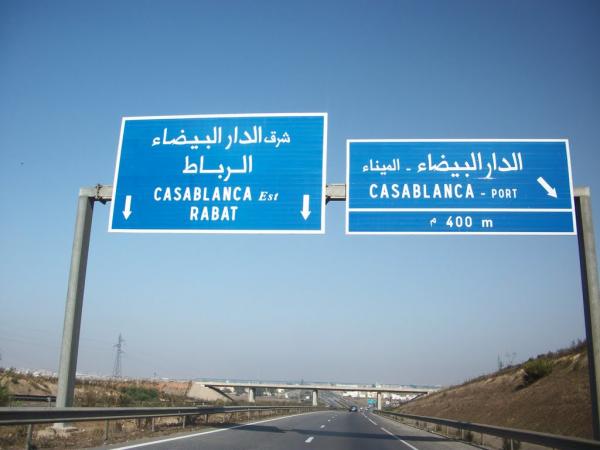 شرق الدار البيضاء
الرباط
CASABLANCA Est
RABAT
الدار البيضاء - الميناء
CASABLANCA - PORT
م 400 m